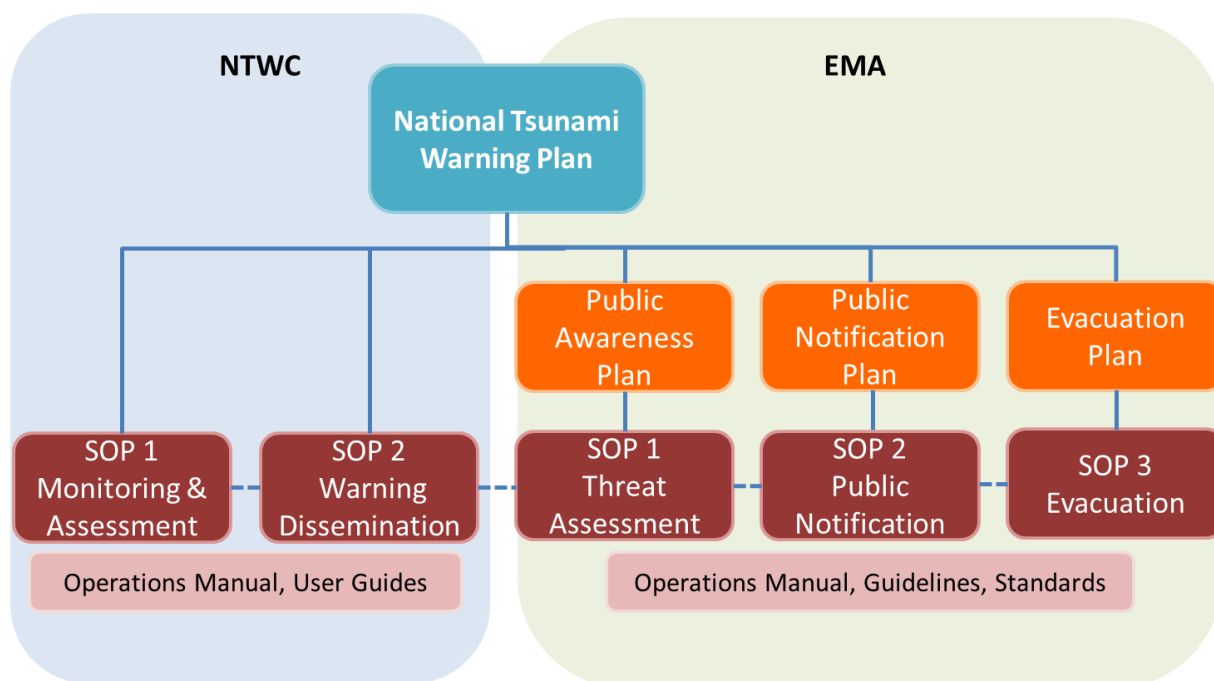 NTWC
EMA
National Tsunami
Warning Plan
Public
Awareness
Plan
Public
Notification
Plan
Evacuation
Plan
SOP 1
Monitoring &
Assessment
SOP 2
Warning
Dissemination
SOP 1
Threat
Assessment
SOP 2
Public
Notification
SOP 3
Evacuation
Operations Manual, User Guides
Operations Manual, Guidelines, Standards